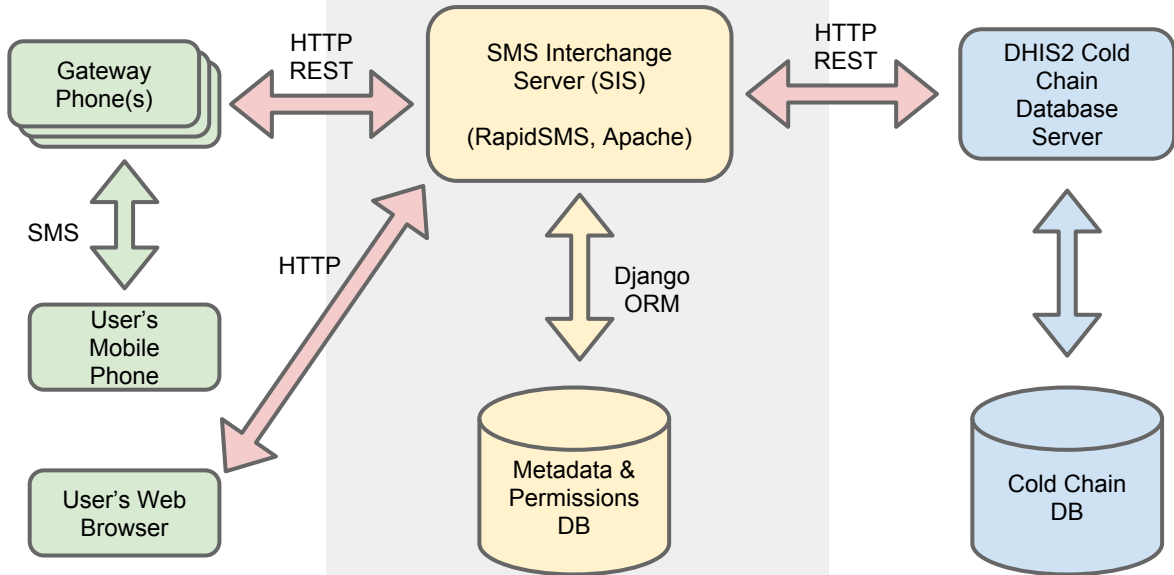 Gateway
Phone(s)
HTTP
REST
SMS Interchange
Server (SIS)
(RapidSMS, Apache)
HTTP
REST
DHIS2 Cold
Chain
Database
Server
SMS
HTTP
Django
ORM
User's
Mobile
Phone
User’s Web
Browser
Metadata &
Permissions
DB
Cold Chain
DB